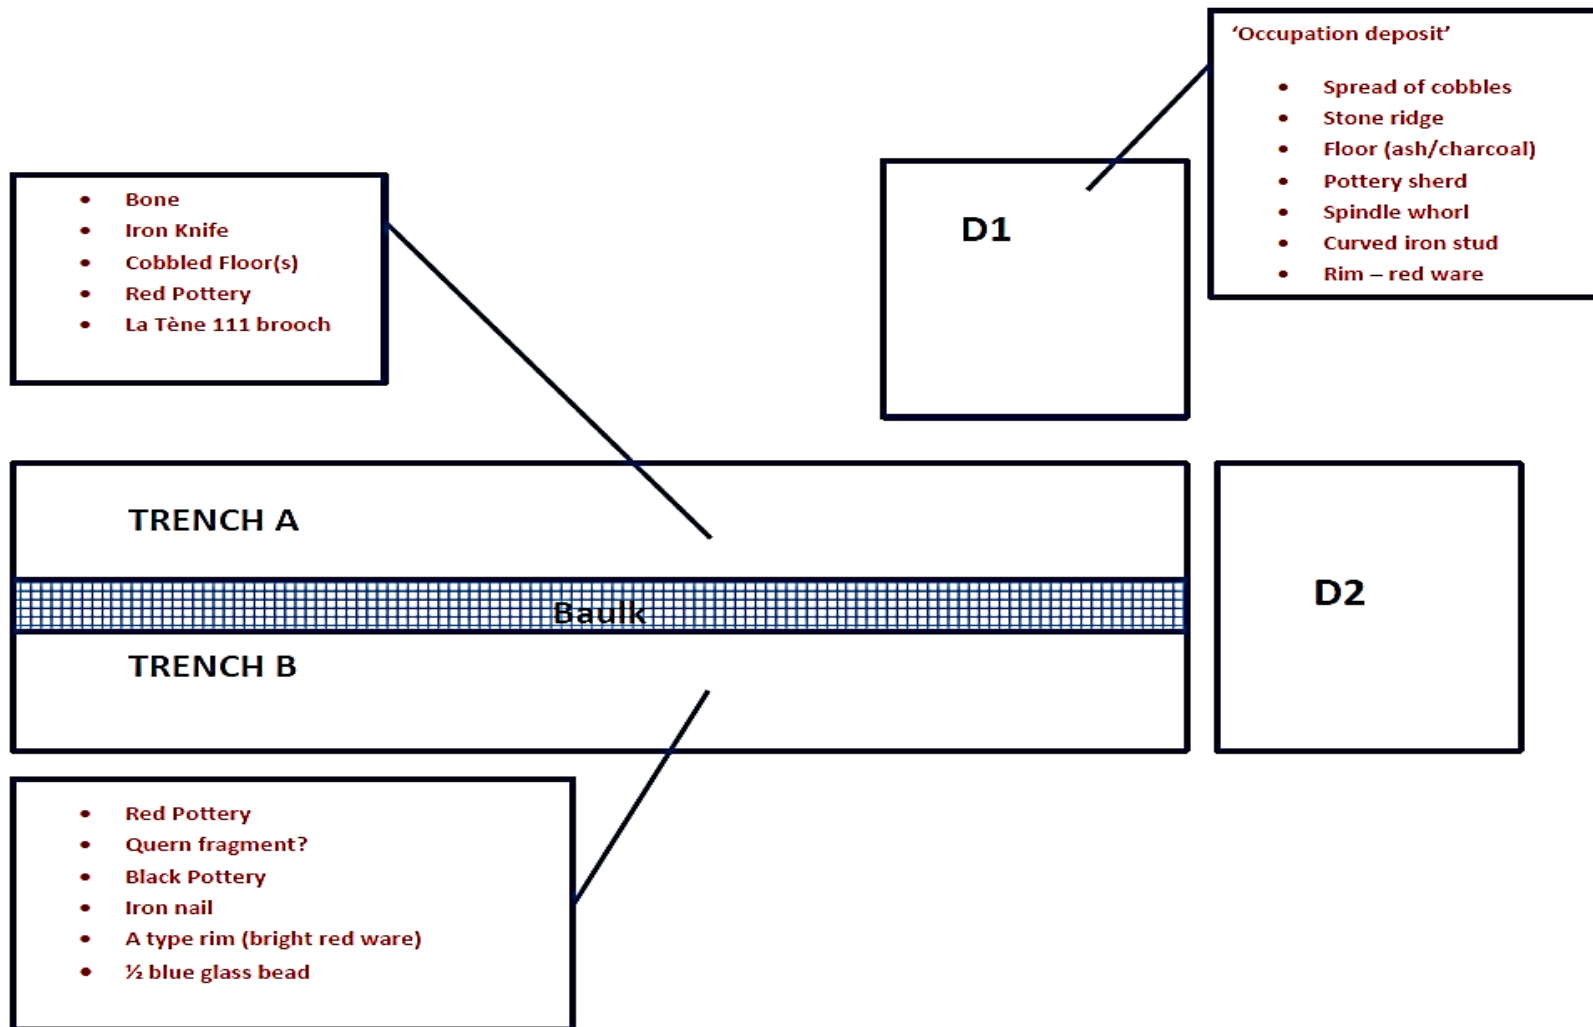 ‘Occupation deposit’
• Spread of cobbles
• Stone ridge
• Floor (ash/charcoal)
• Pottery sherd
• Spindle whorl
• Curved iron stud
• Rim – red ware
• Bone
• Iron Knife
• Cobbled Floor(s)
• Red Pottery
• La Tène 111 brooch
D1
TRENCH A
Baulk
TRENCH B
D2
• Red Pottery
• Quern fragment?
• Black Pottery
• Iron nail
• A type rim (bright red ware)
• ½ blue glass bead